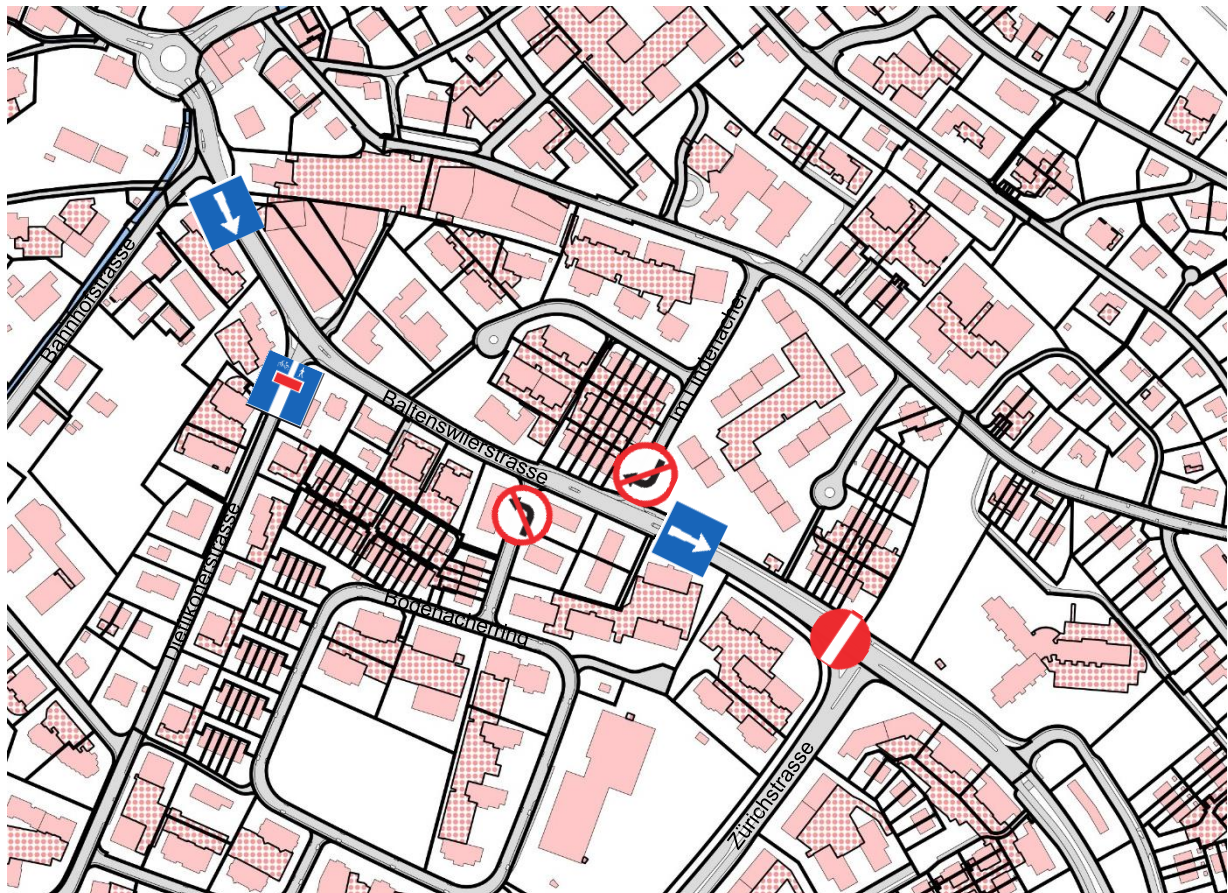 Bahnhofstrasse
Baltenswilerstrasse
Im Lindenacher
Dietlikonerstrasse
Bodenacherring
Zürichstrasse